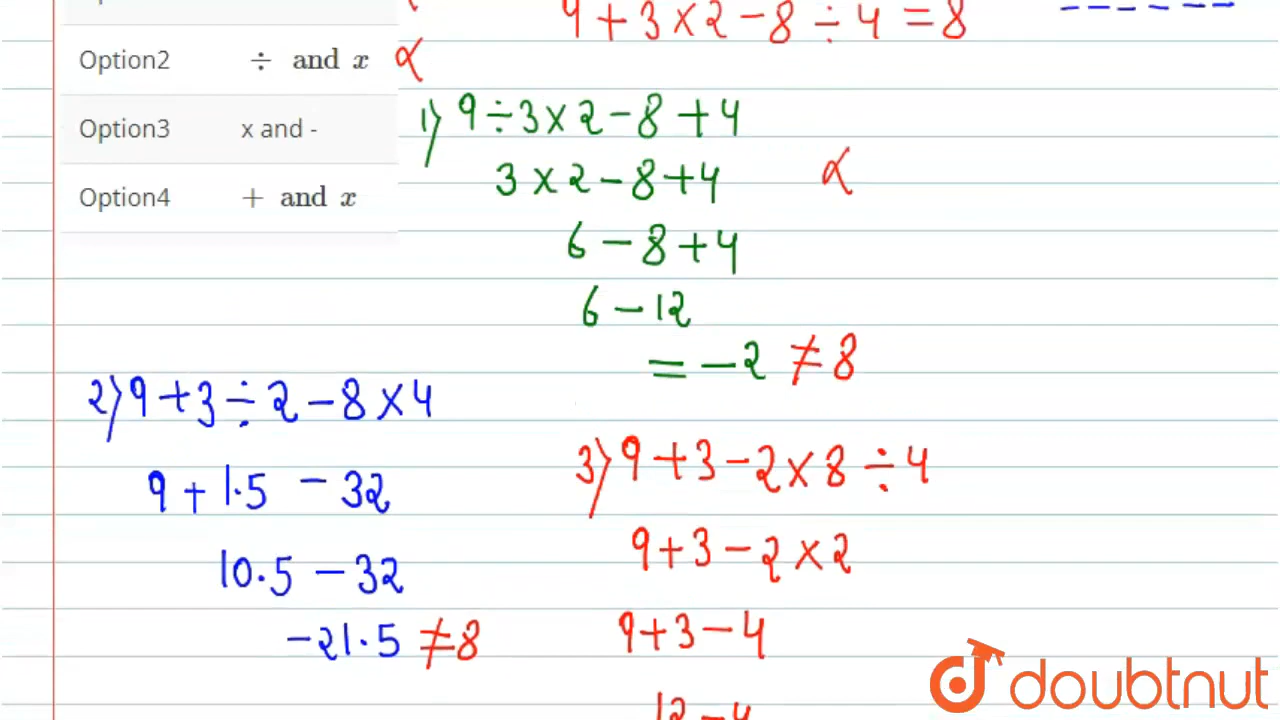 9 + 3 × 2 - 8 ÷ 4 = 8
Option2 ÷ and x
Option3 x and -
Option4 + and x
1) 9 ÷ 3 × 2 - 8 + 4
3 × 2 - 8 + 4
6 - 8 + 4
6 - 12
= - 2 ≠ 8
2) 9 + 3 ÷ 2 - 8 × 4
9 + 1.5 - 32
10.5 - 32
-21.5 ≠ 8
3) 9 + 3 - 2 × 8 ÷ 4
9 + 3 - 2 × 2
9 + 3 - 4
12 - 4
doubtnut